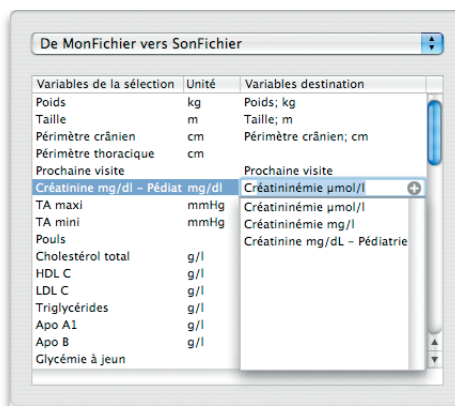 De MonFichier vers SonFichier
Variables de la sélection Unité Variables destination
Poids kg Poids; kg
Taille m Taille; m
Périmètre crânien cm Périmètre crânien; cm
Périmètre thoracique cm
Prochaine visite Prochaine visite
Créatinine mg/dl – Pédiat mg/dl Créatininémie µmol/l
TA maxi mmHg Créatininémie µmol/l
TA mini mmHg Créatininémie mg/l
Pouls Créatinine mg/dL – Pédiatrie
Cholestérol total g/l
HDL C g/l
LDL C g/l
Triglycérides g/l
Apo A1 g/l
Apo B g/l
Glycémie à jeun